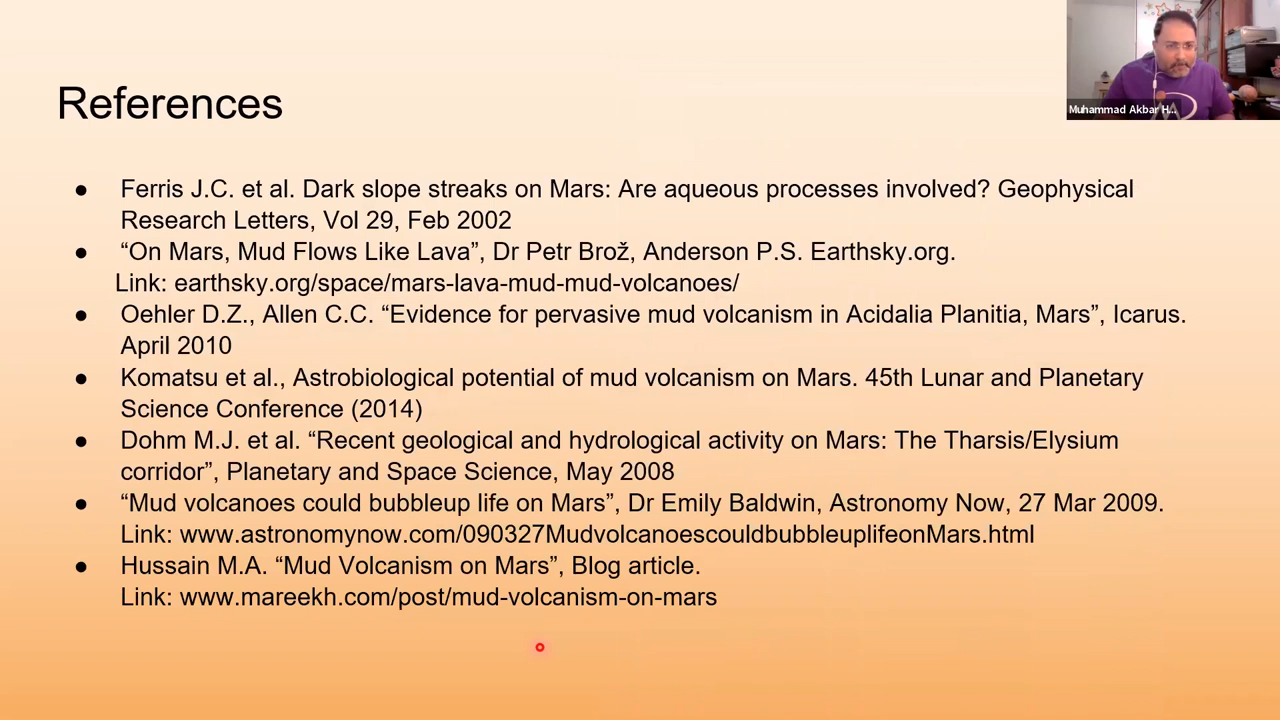 References
Muhammad Akbar H...
● Ferris J.C. et al. Dark slope streaks on Mars: Are aqueous processes involved? Geophysical
Research Letters, Vol 29, Feb 2002
● “On Mars, Mud Flows Like Lava”, Dr Petr Brož, Anderson P.S. Earthsky.org.
Link: earthsky.org/space/mars-lava-mud-mud-volcanoes/
● Oehler D.Z., Allen C.C. “Evidence for pervasive mud volcanism in Acidalia Planitia, Mars”, Icarus.
April 2010
● Komatsu et al., Astrobiological potential of mud volcanism on Mars. 45th Lunar and Planetary
Science Conference (2014)
● Dohm M.J. et al. “Recent geological and hydrological activity on Mars: The Tharsis/Elysium
corridor”, Planetary and Space Science, May 2008
● “Mud volcanoes could bubbleup life on Mars”, Dr Emily Baldwin, Astronomy Now, 27 Mar 2009.
Link: www.astronomynow.com/090327MudvolcanoescouldbubbleuplifeonMars.html
● Hussain M.A. “Mud Volcanism on Mars”, Blog article.
Link: www.mareekh.com/post/mud-volcanism-on-mars